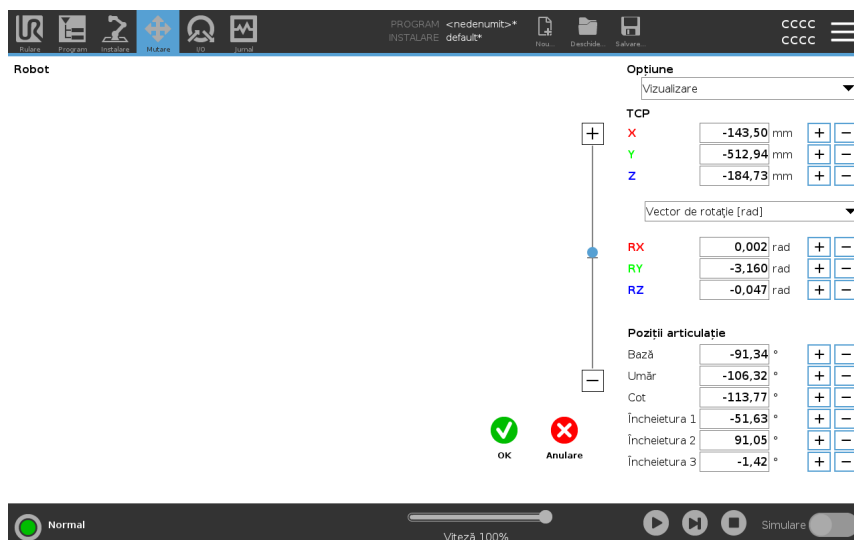 PROGRAM <nedenumit>*
INSTALARE default*
CCCC
CCCC
Rulare Program Instalare Mutare I/O Jurnal Nou... Deschide... Salvare...
Robot
Opțiune
Vizualizare
TCP
X -143,50 mm + −
Y -512,94 mm + −
Z -184,73 mm + −
Vector de rotație [rad]
RX 0,002 rad + −
RY -3,160 rad + −
RZ -0,047 rad + −
Poziții articulație
Bază -91,34 ° + −
Umăr -106,32 ° + −
Cot -113,77 ° + −
Încheietura 1 -51,63 ° + −
Încheietura 2 91,05 ° + −
Încheietura 3 -1,42 ° + −
OK Anulare
Normal
Viteză 100%
Simulare